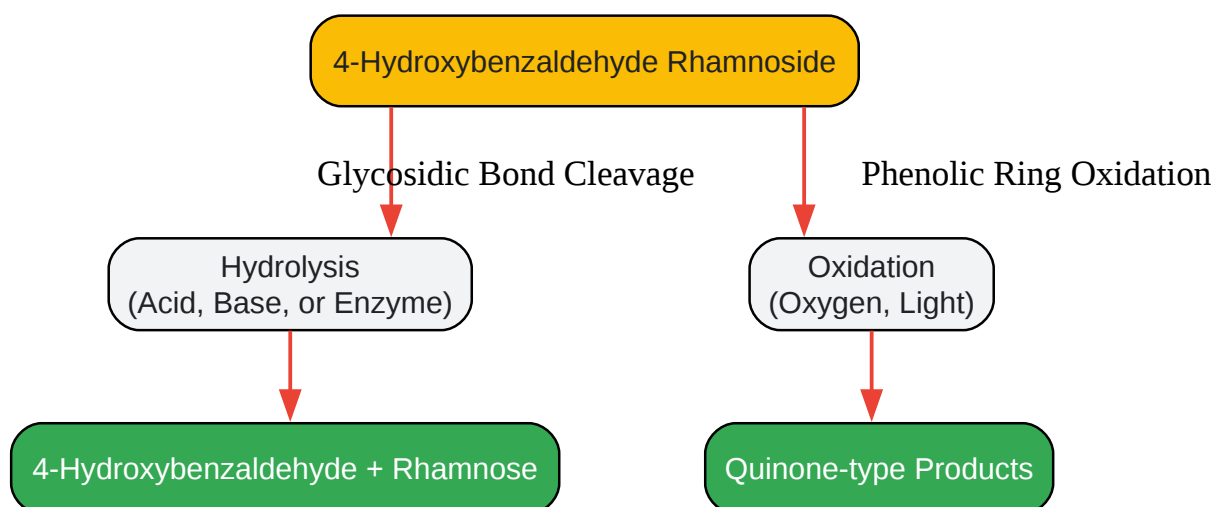 4-Hydroxybenzaldehyde Rhamnoside
Glycosidic Bond Cleavage
Phenolic Ring Oxidation
Hydrolysis
(Acid, Base, or Enzyme)
Oxidation
(Oxygen, Light)
4-Hydroxybenzaldehyde + Rhamnose
Quinone-type Products